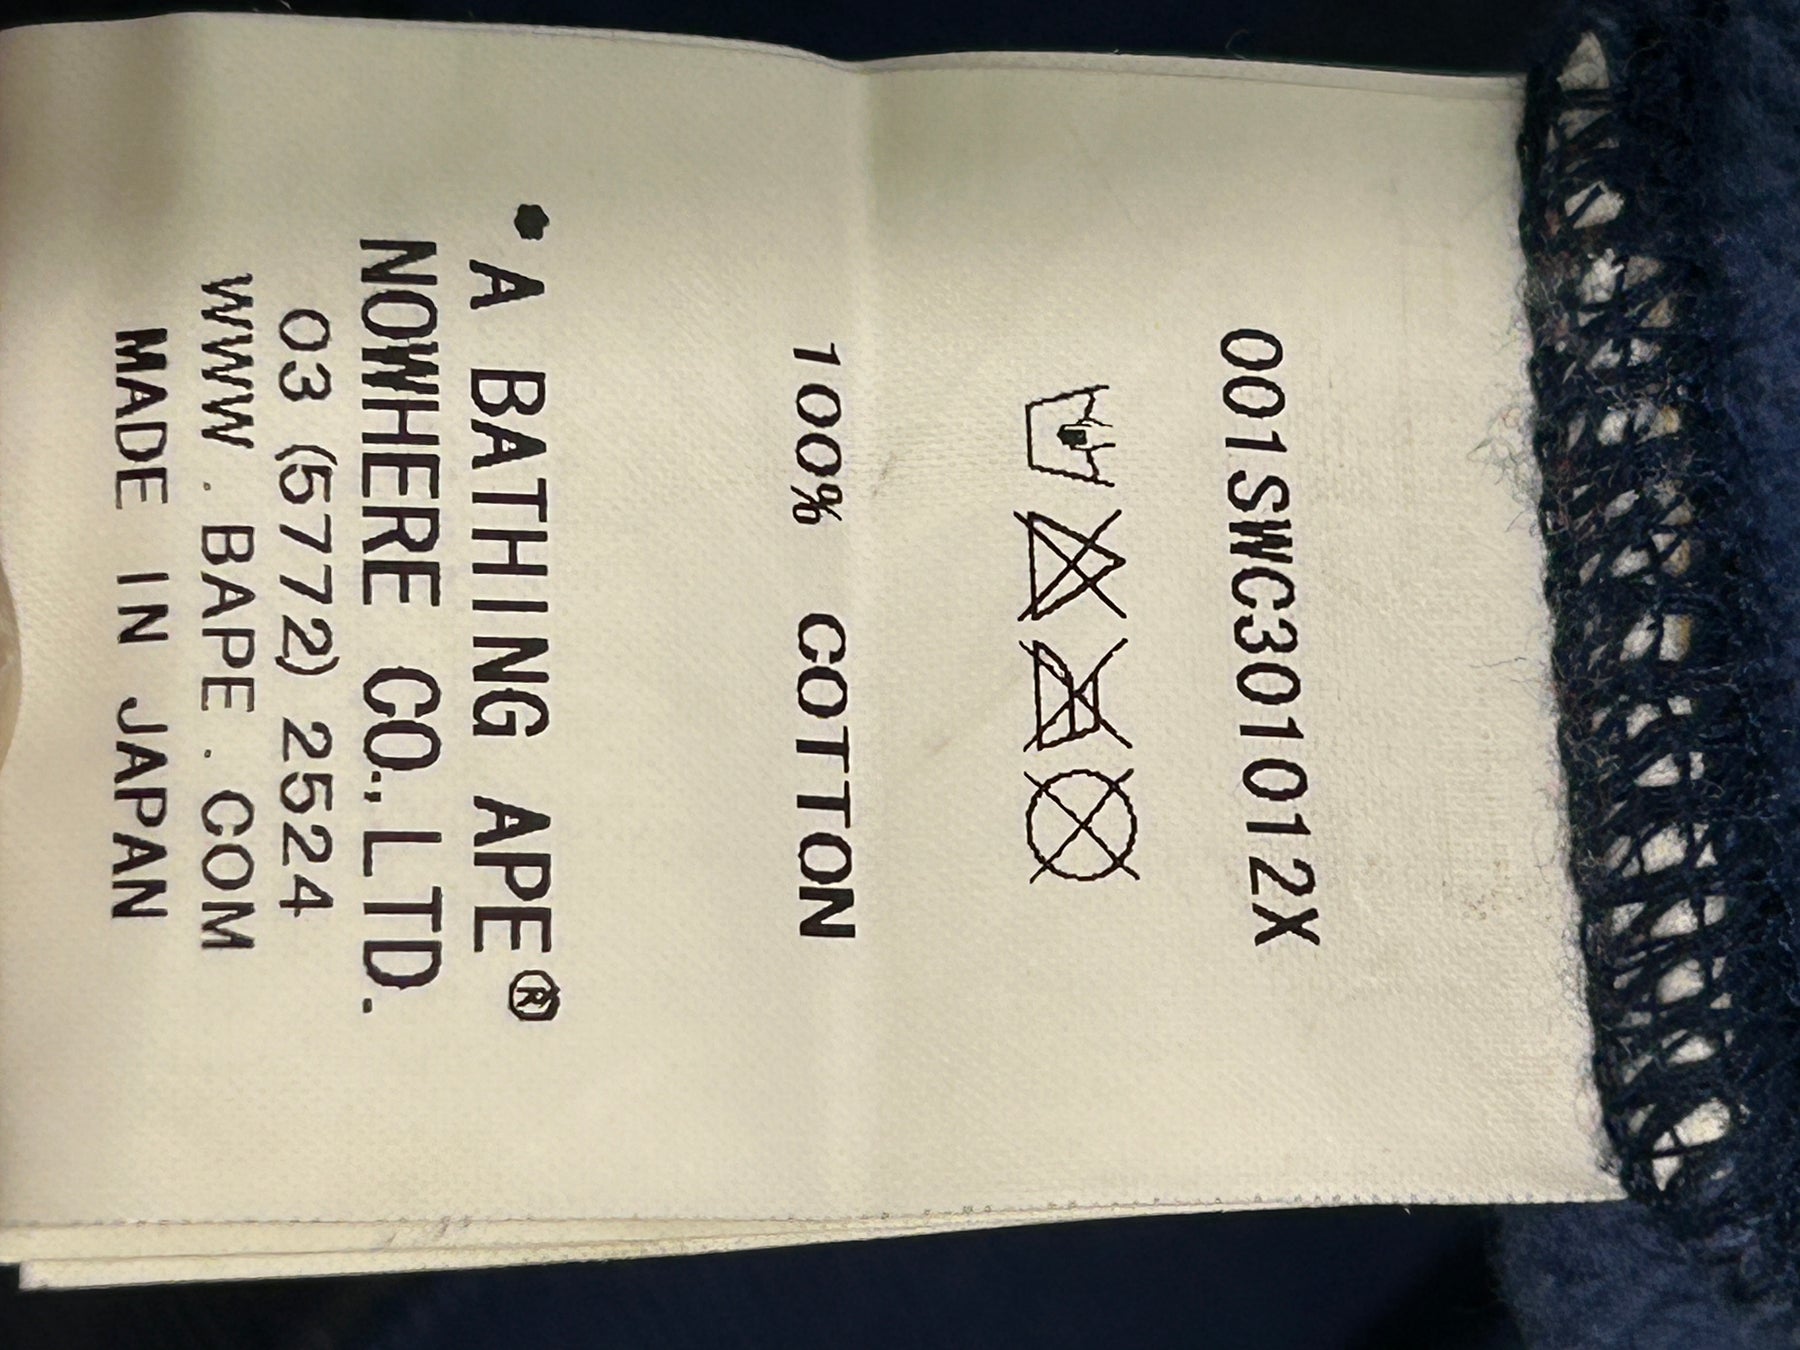 001SWC301012X
100% COTTON
•A BATHING APE®
NOWHERE CO., LTD.
03 (5772) 2524
WWW . BAPE . COM
MADE IN JAPAN